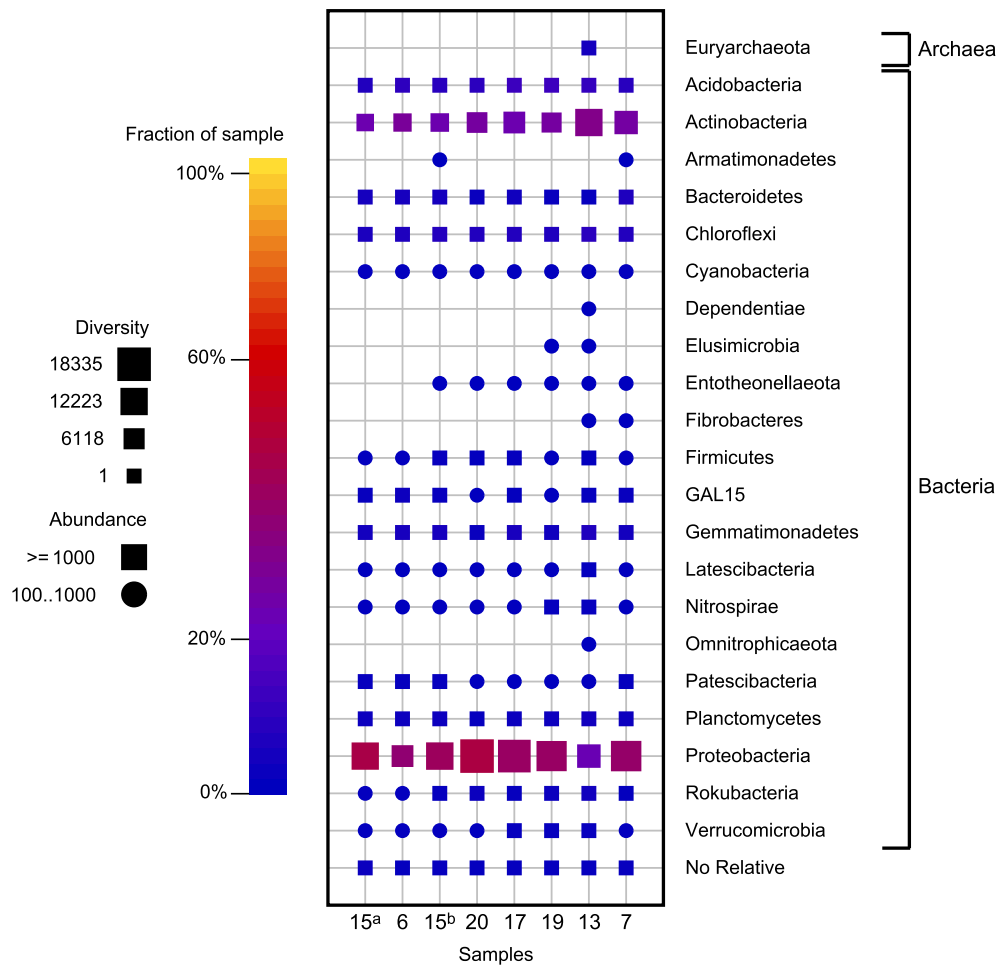 Fraction of sample
100%
60%
20%
0%
Diversity
18335
12223
6118
1
Abundance
>= 1000
100..1000
Euryarchaeota
Acidobacteria
Actinobacteria
Armatimonadetes
Bacteroidetes
Chloroflexi
Cyanobacteria
Dependentiae
Elusimicrobia
Entotheonellaeota
Fibrobacteres
Firmicutes
GAL15
Gemmatimonadetes
Latescibacteria
Nitrospirae
Omnitrophicaeota
Patescibacteria
Planctomycetes
Proteobacteria
Rokubacteria
Verrucomicrobia
No Relative
Archaea
Bacteria
15ᵃ 6 15ᵇ 20 17 19 13 7
Samples